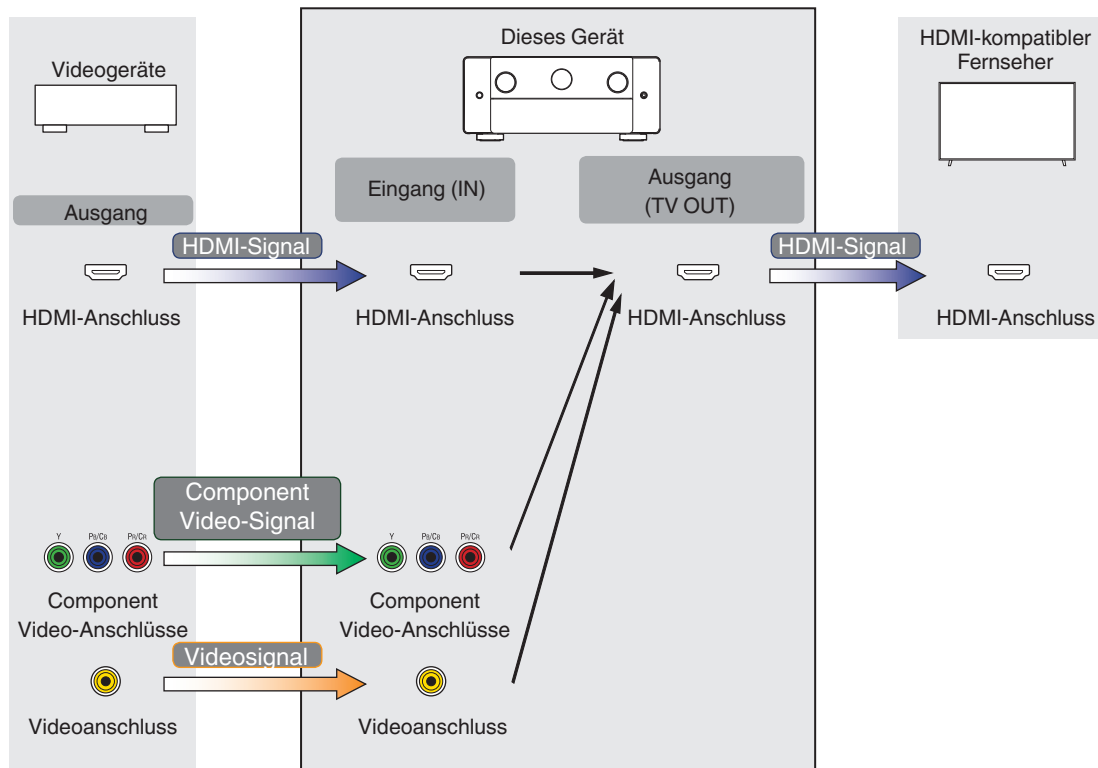 Videogeräte
Dieses Gerät
HDMI-kompatibler
Fernseher
Ausgang
Eingang (IN)
Ausgang
(TV OUT)
HDMI-Signal
HDMI-Signal
HDMI-Anschluss
HDMI-Anschluss
HDMI-Anschluss
HDMI-Anschluss
Component
Video-Signal
Y PB/CB PR/CR
Y PB/CB PR/CR
Component
Video-Anschlüsse
Component
Video-Anschlüsse
Videosignal
Videoanschluss
Videoanschluss